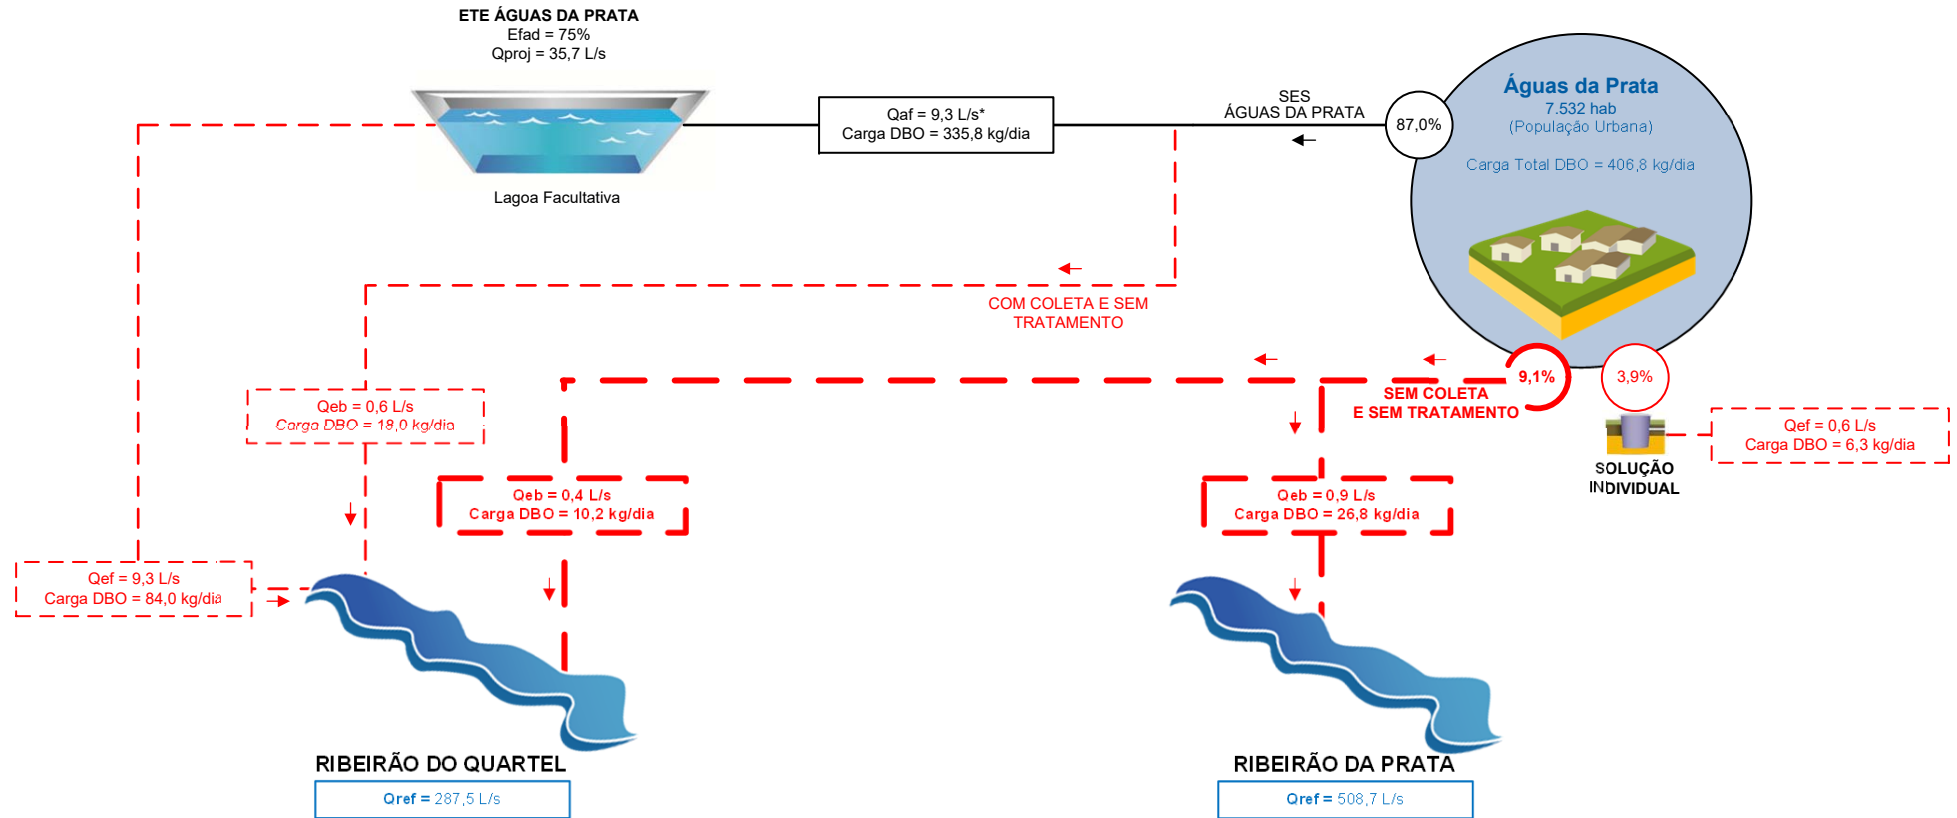 ETE ÁGUAS DA PRATA
Efad = 75%
Qproj = 35,7 L/s
Lagoa Facultativa
Qaf = 9,3 L/s*
Carga DBO = 335,8 kg/dia
SES
ÁGUAS DA PRATA
87,0%
Águas da Prata
7.532 hab
(População Urbana)
Carga Total DBO = 406,8 kg/dia
COM COLETA E SEM
TRATAMENTO
9,1%
3,9%
SEM COLETA
E SEM TRATAMENTO
Qef = 0,6 L/s
Carga DBO = 6,3 kg/dia
SOLUÇÃO
INDIVIDUAL
Qeb = 0,6 L/s
Carga DBO = 18,0 kg/dia
Qeb = 0,4 L/s
Carga DBO = 10,2 kg/dia
Qeb = 0,9 L/s
Carga DBO = 26,8 kg/dia
Qef = 9,3 L/s
Carga DBO = 84,0 kg/dia
RIBEIRÃO DO QUARTEL
Qref = 287,5 L/s
RIBEIRÃO DA PRATA
Qref = 508,7 L/s